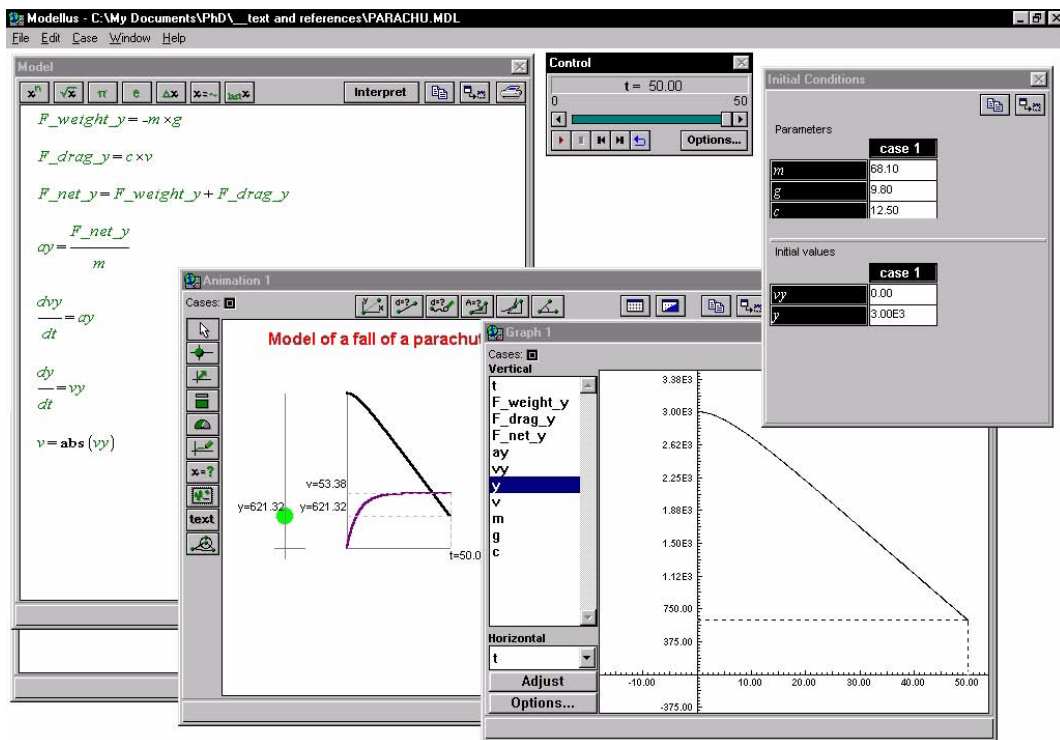 Modellus - C:\My Documents\PhD\__text and references\PARACHU.MDL
File Edit Case Window Help
Model
xⁿ √x π e Δx x=~ last x Interpret
F_weight_y = -m × g
F_drag_y = c × v
F_net_y = F_weight_y + F_drag_y
ay = F_net_y
m
dvy
dt = ay
dy
dt = vy
v = abs (vy)
Control
t = 50.00
0 50
Options...
Initial Conditions
Parameters
case 1
m 68.10
g 9.80
c 12.50
Initial values
case 1
vy 0.00
y 3.00E3
Animation 1
Cases:
x=?
text
Model of a fall of a parachut
v=53.38
y=621.32 y=621.32
t=50.0
Graph 1
Cases:
Vertical
t
F_weight_y
F_drag_y
F_net_y
ay
vy
y
v
m
g
c
Horizontal
t
Adjust
Options...
3.38E3
3.00E3
2.62E3
2.25E3
1.88E3
1.50E3
1.12E3
750.00
375.00
-10.00 10.00 20.00 30.00 40.00 50.00
-375.00